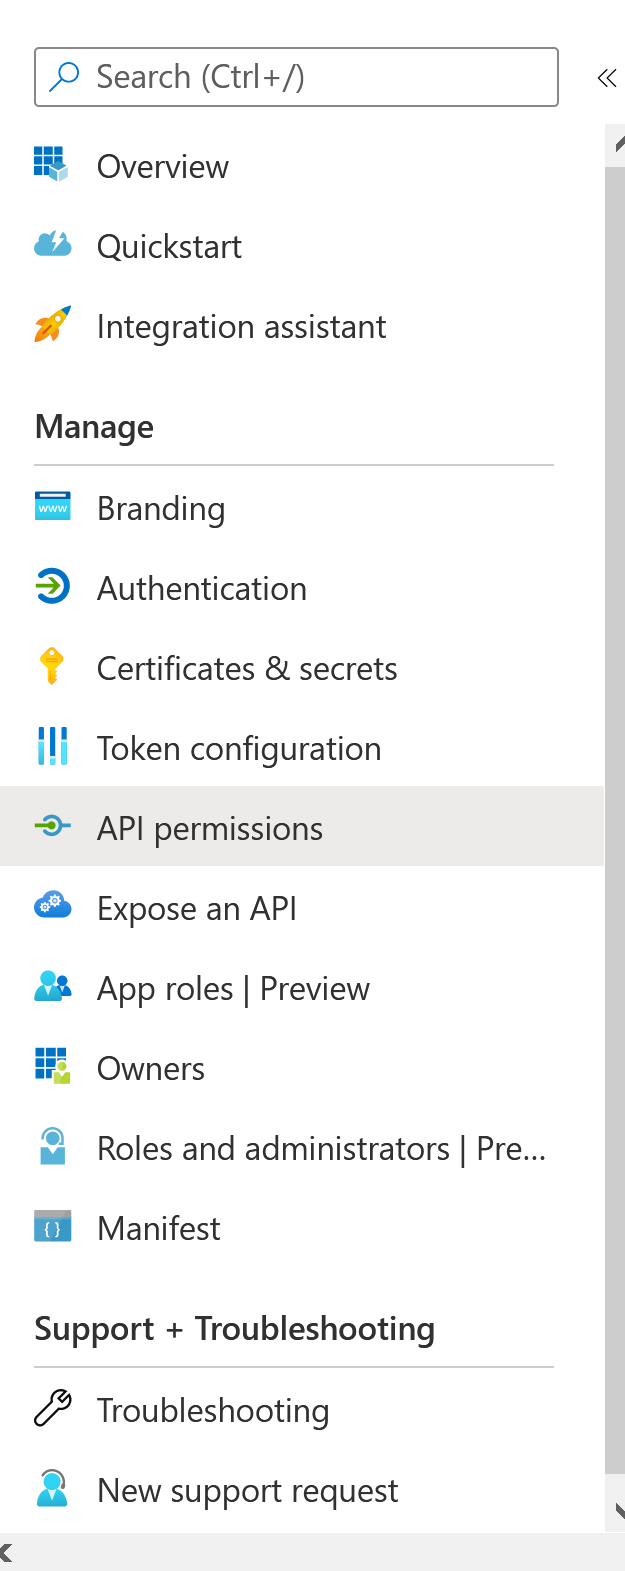 Search (Ctrl+/)
Overview
Quickstart
Integration assistant
Manage
www
Branding
Authentication
Certificates & secrets
Token configuration
API permissions
Expose an API
App roles | Preview
Owners
Roles and administrators | Pre...
{ }
Manifest
Support + Troubleshooting
Troubleshooting
New support request